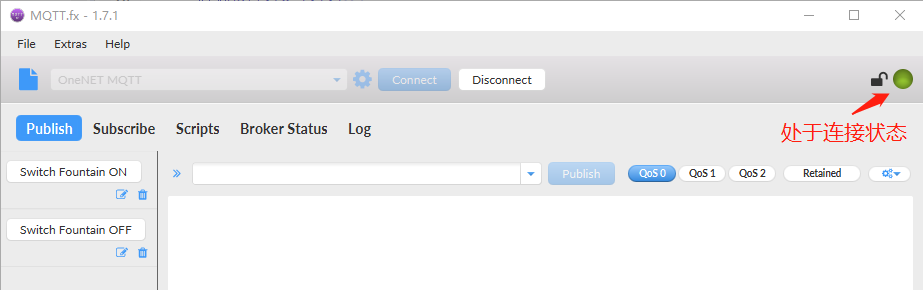 MQTT.fx - 1.7.1
File Extras Help
OneNET MQTT Connect Disconnect
处于连接状态
Publish Subscribe Scripts Broker Status Log
Switch Fountain ON
Publish QoS 0 QoS 1 QoS 2 Retained
Switch Fountain OFF